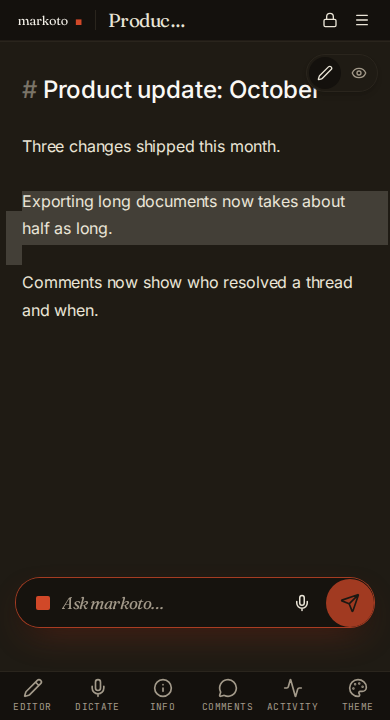 markoto
Produc...
# Product update: October
Three changes shipped this month.
Exporting long documents now takes about
half as long.
Comments now show who resolved a thread
and when.
Ask markoto...
EDITOR DICTATE INFO COMMENTS ACTIVITY THEME